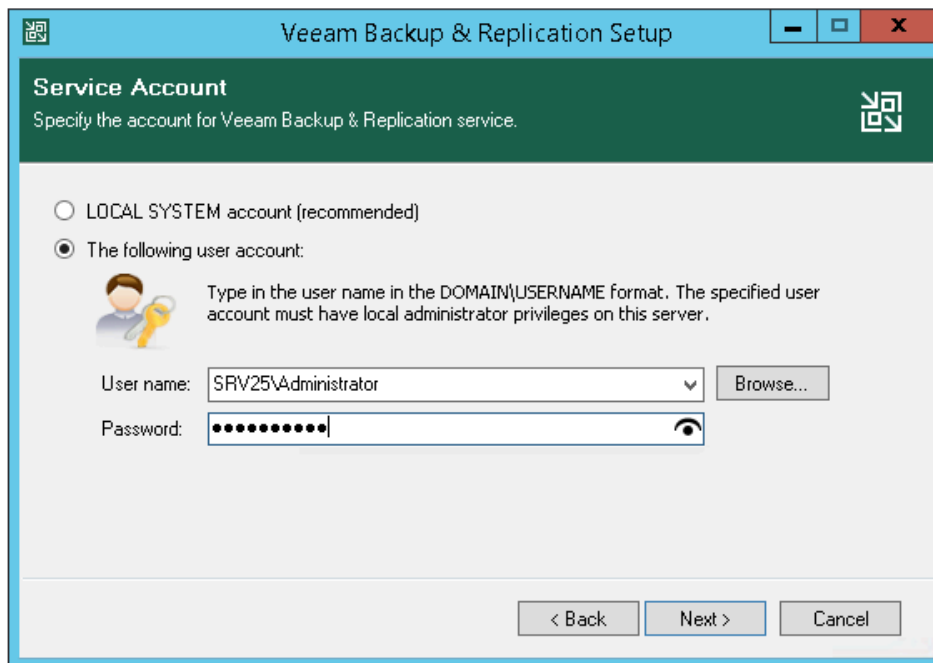 Veeam Backup & Replication Setup
Service Account
Specify the account for Veeam Backup & Replication service.
LOCAL SYSTEM account (recommended)
The following user account:
Type in the user name in the DOMAIN\USERNAME format. The specified user
account must have local administrator privileges on this server.
User name: SRV25\Administrator Browse...
Password: ●●●●●●●●●●
< Back Next > Cancel